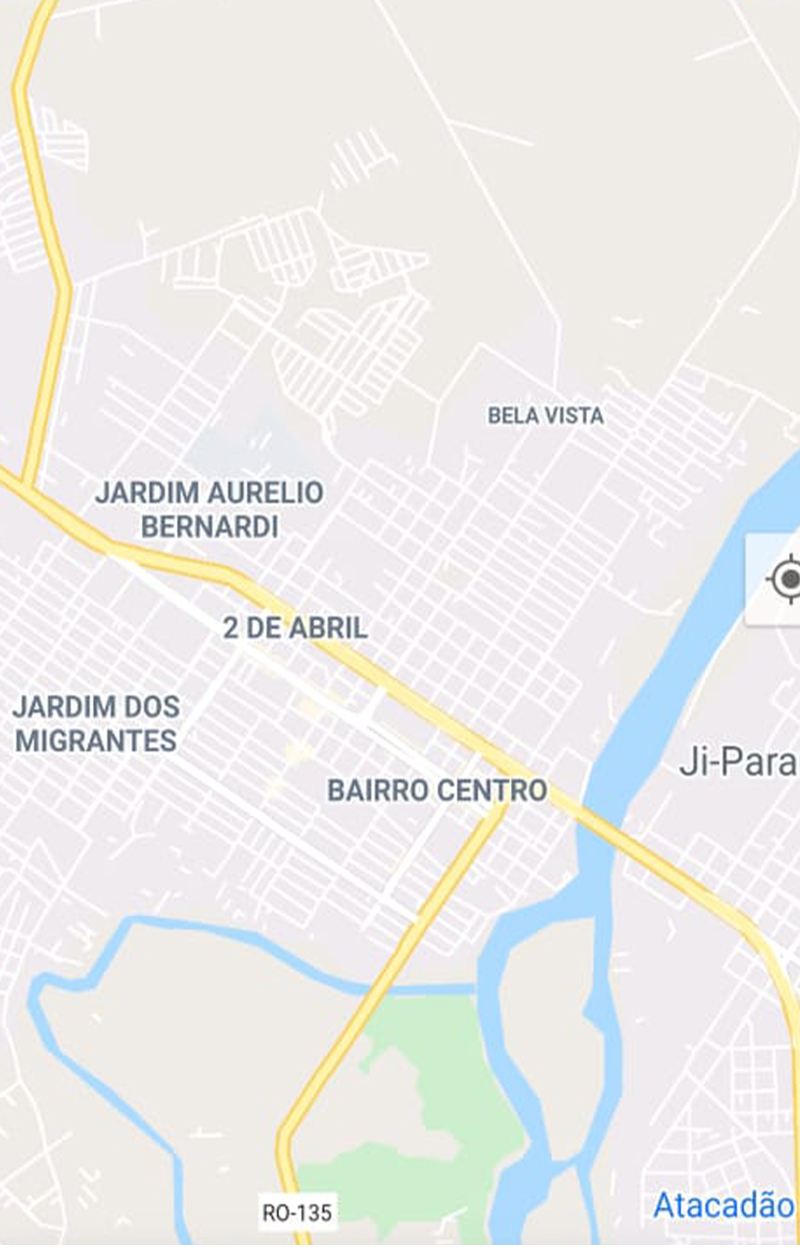 BELA VISTA
JARDIM AURELIO
BERNARDI
2 DE ABRIL
JARDIM DOS
MIGRANTES
Ji-Para
BAIRRO CENTRO
Atacadão
RO-135